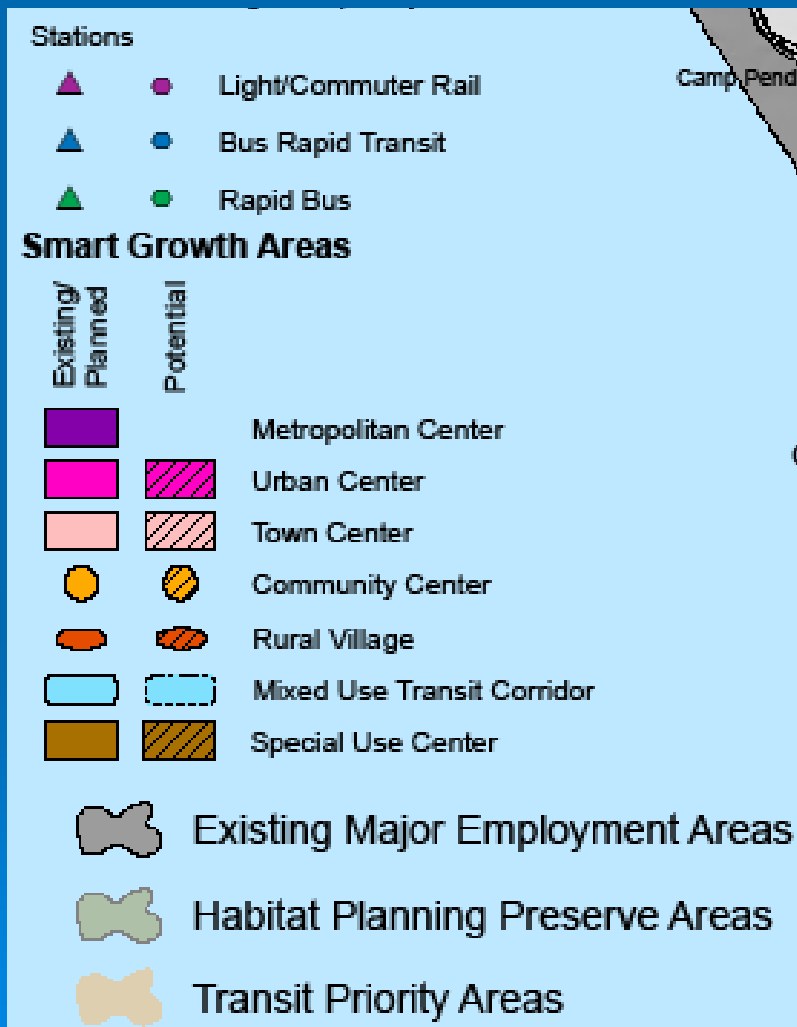 Stations
Light/Commuter Rail
Camp Pend
Bus Rapid Transit
Rapid Bus
Smart Growth Areas
Existing/
Planned
Potential
Metropolitan Center
Urban Center
Town Center
Community Center
Rural Village
Mixed Use Transit Corridor
Special Use Center
Existing Major Employment Areas
Habitat Planning Preserve Areas
Transit Priority Areas